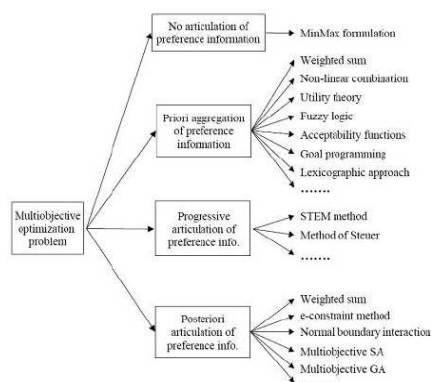 No articulation of
preference information
MinMax formulation
Weighted sum
Non-linear combination
Utility theory
Priori aggregation
of preference
information
Fuzzy logic
Acceptability functions
Goal programming
Lexicographic approach
.......
Multiobjective
optimization
problem
Progressive
articulation of
preference info.
STEM method
Method of Steuer
.......
Posteriori
articulation of
preference info.
Weighted sum
e-constraint method
Normal boundary interaction
Multiobjective SA
Multiobjective GA
.......